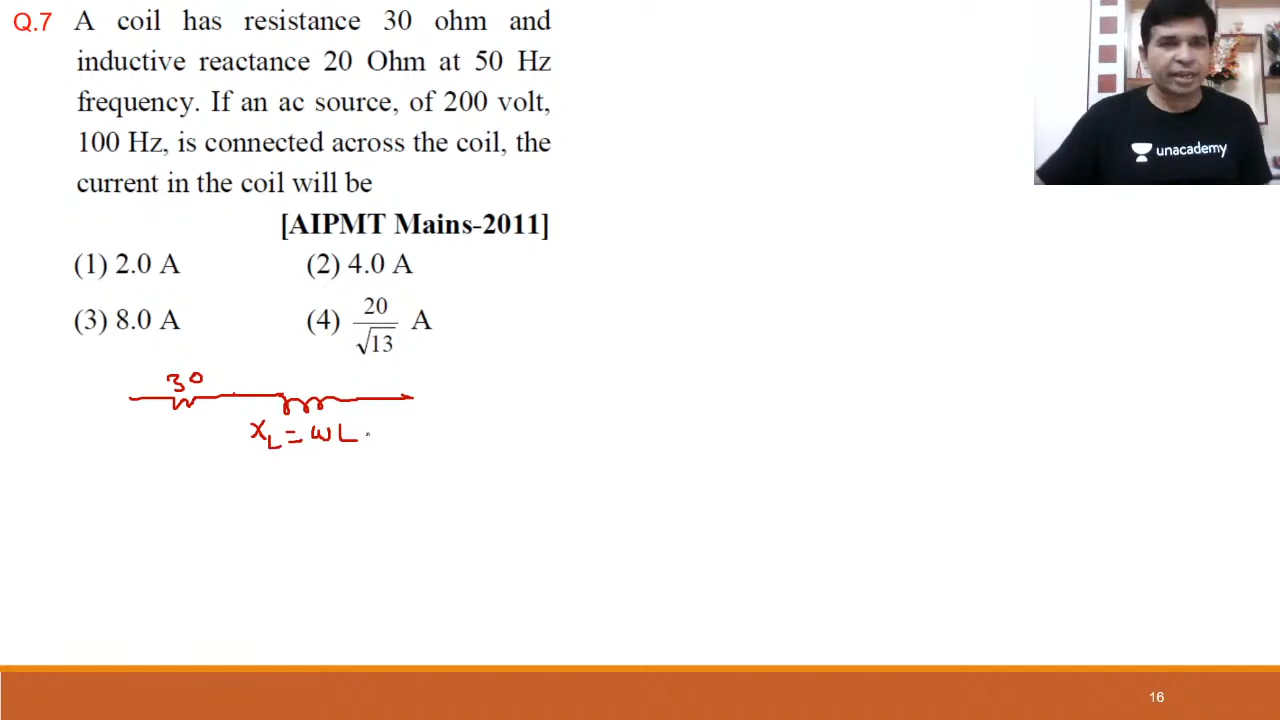 Q.7 A coil has resistance 30 ohm and
inductive reactance 20 Ohm at 50 Hz
frequency. If an ac source, of 200 volt,
100 Hz, is connected across the coil, the
current in the coil will be
[AIPMT Mains-2011]
(1) 2.0 A (2) 4.0 A
(3) 8.0 A (4) 20/√13 A
30
X_L = ωL
unacademy
16